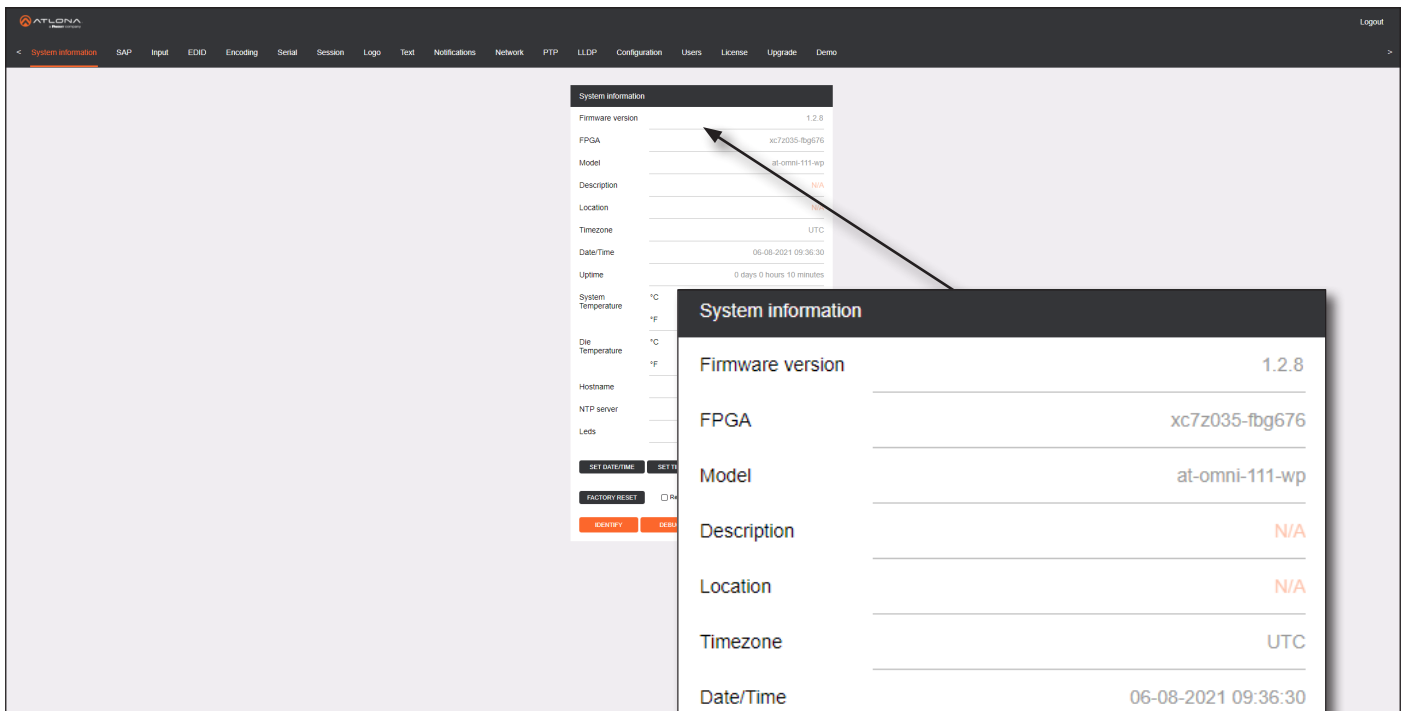 ATLONA
Logout
< System information SAP Input EDID Encoding Serial Session Logo Text Notifications Network PTP LLDP Configuration Users License Upgrade Demo >
System information
Firmware version 1.2.8
FPGA xc7z035-fbg676
Model at-omni-111-wp
Description N/A
Location N/A
Timezone UTC
Date/Time 06-08-2021 09:36:30
Uptime 0 days 0 hours 10 minutes
System Temperature °C
°F
Die Temperature °C
°F
Hostname
NTP server
Leds
SET DATE/TIME
FACTORY RESET
IDENTIFY
System information
Firmware version 1.2.8
FPGA xc7z035-fbg676
Model at-omni-111-wp
Description N/A
Location N/A
Timezone UTC
Date/Time 06-08-2021 09:36:30